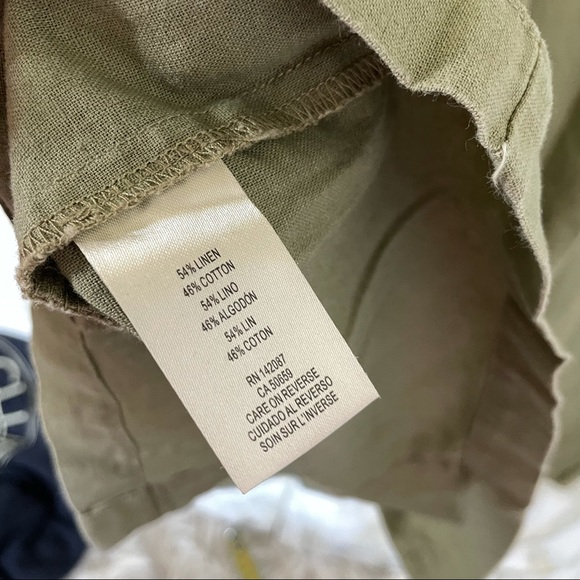 54% LINEN
46% COTTON
54% LINO
46% ALGODÓN
54% LIN
46% COTON
RN 142087
CA 50659
CARE ON REVERSE
CUIDADO AL REVERSO
SOIN SUR L'INVERSE